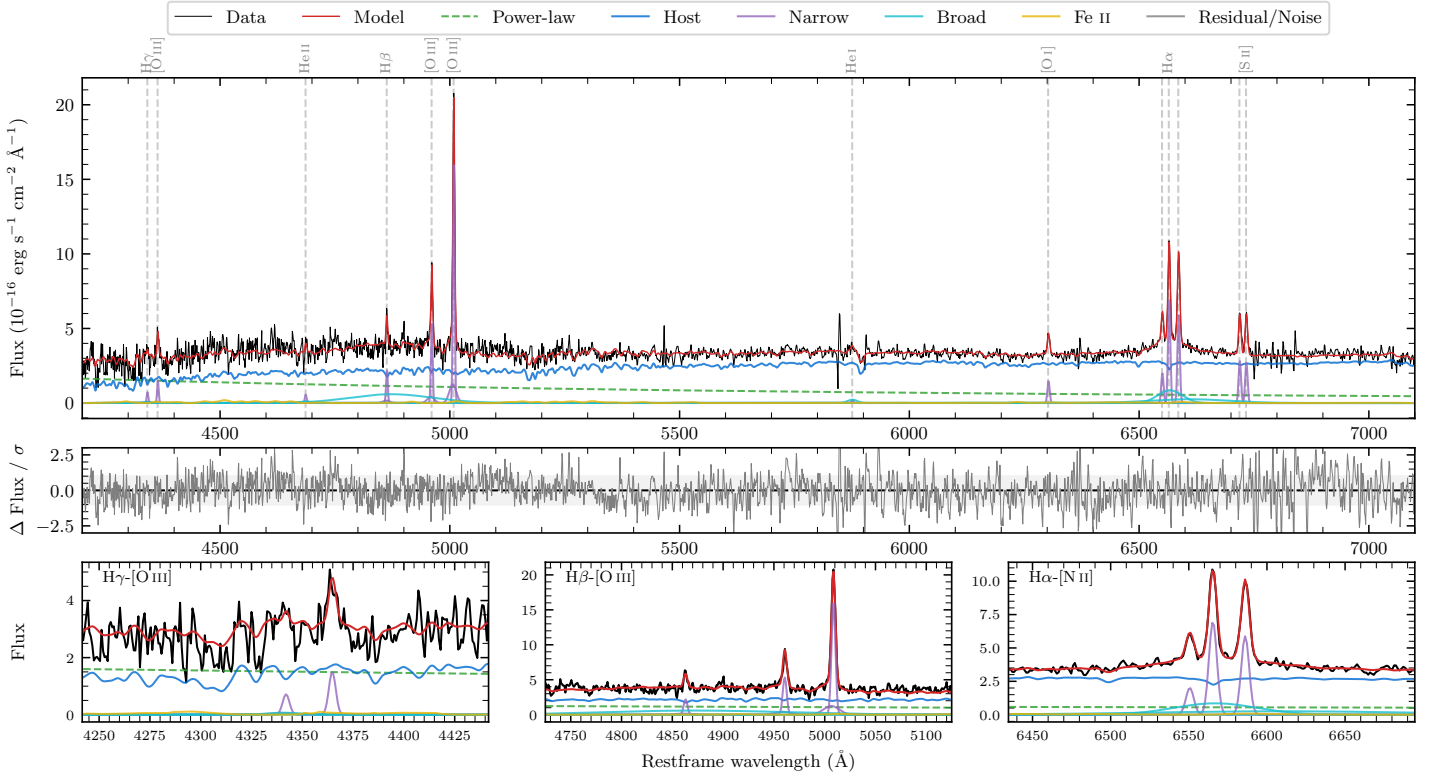 Data Model Power-law Host Narrow Broad Fe II Residual/Noise
Hγ [O III] He II Hβ [O III] [O III] He I [O I] Hα [S II]
Flux (10⁻¹⁶ erg s⁻¹ cm⁻² Å⁻¹)
20
15
10
5
0
4500 5000 5500 6000 6500 7000
Δ Flux / σ
2.5
0.0
−2.5
4500 5000 5500 6000 6500 7000
Flux
Hγ-[O III]
4
2
0
4250 4275 4300 4325 4350 4375 4400 4425
Hβ-[O III]
20
15
10
5
0
4750 4800 4850 4900 4950 5000 5050 5100
Hα-[N II]
10.0
7.5
5.0
2.5
0.0
6450 6500 6550 6600 6650
Restframe wavelength (Å)